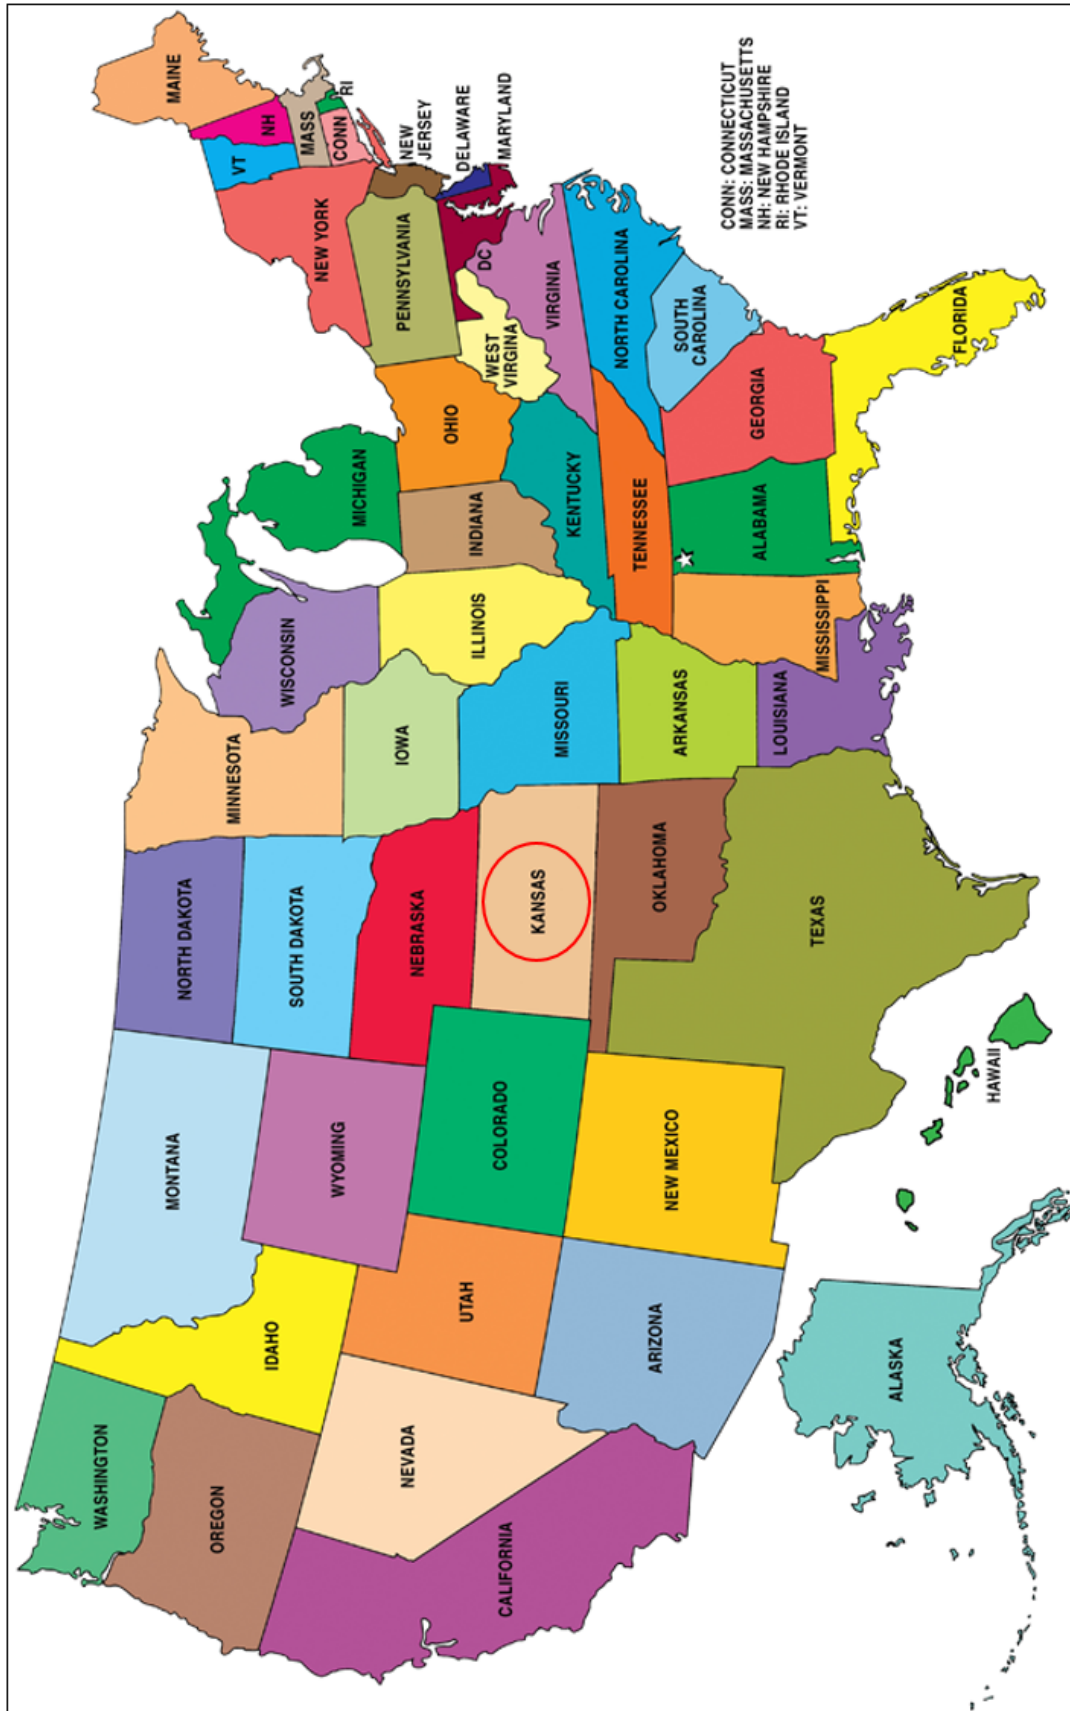 WASHINGTON
OREGON
CALIFORNIA
NEVADA
IDAHO
MONTANA
WYOMING
UTAH
ARIZONA
COLORADO
NEW MEXICO
NORTH DAKOTA
SOUTH DAKOTA
NEBRASKA
KANSAS
OKLAHOMA
TEXAS
MINNESOTA
IOWA
MISSOURI
ARKANSAS
LOUISIANA
WISCONSIN
ILLINOIS
MISSISSIPPI
MICHIGAN
INDIANA
KENTUCKY
TENNESSEE
ALABAMA
OHIO
WEST
VIRGINA
VIRGINIA
NORTH CAROLINA
SOUTH
CAROLINA
GEORGIA
FLORIDA
PENNSYLVANIA
NEW YORK
VT
NH
MAINE
MASS
RI
CONN
NEW
JERSEY
DELAWARE
MARYLAND
DC
ALASKA
HAWAII
CONN: CONNECTICUT
MASS: MASSACHUSETTS
NH: NEW HAMPSHIRE
RI: RHODE ISLAND
VT: VERMONT